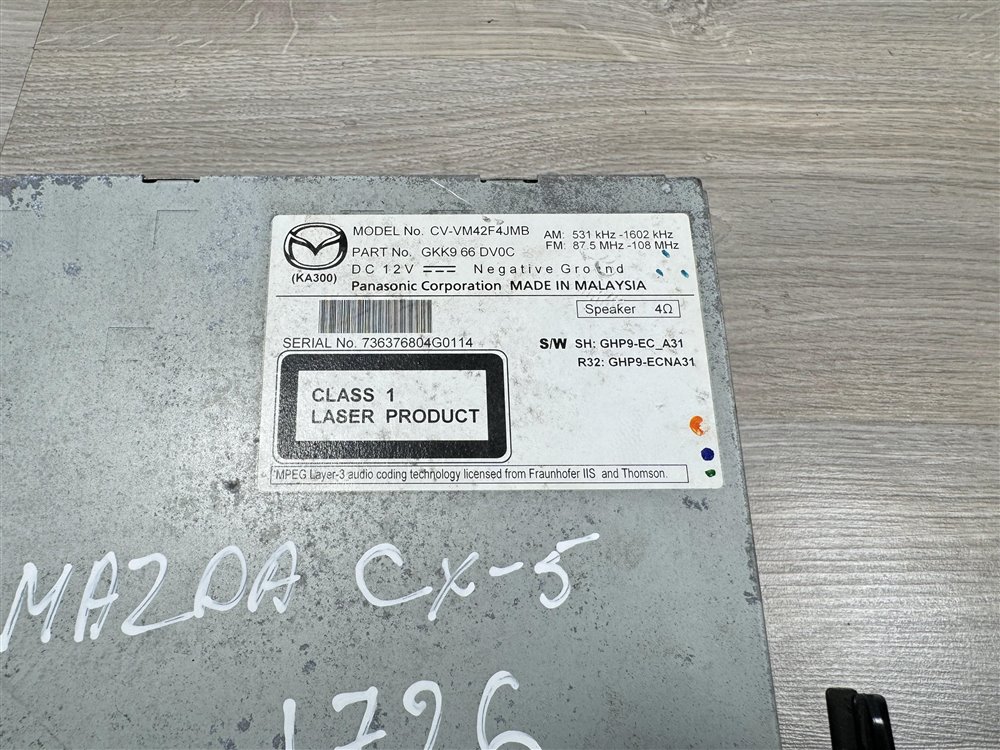 MODEL No. CV-VM42F4JMB
AM: 531 kHz -1602 kHz
PART No. GKK9 66 DV0C
FM: 87.5 MHz -108 MHz
(KA300)
DC 12V Negative Ground
Panasonic Corporation MADE IN MALAYSIA
Speaker 4Ω
SERIAL No. 736376804G0114
S/W SH: GHP9-EC_A31
R32: GHP9-ECNA31
CLASS 1
LASER PRODUCT
MPEG Layer-3 audio coding technology licensed from Fraunhofer IIS and Thomson.
MAZDA CX-5
1726